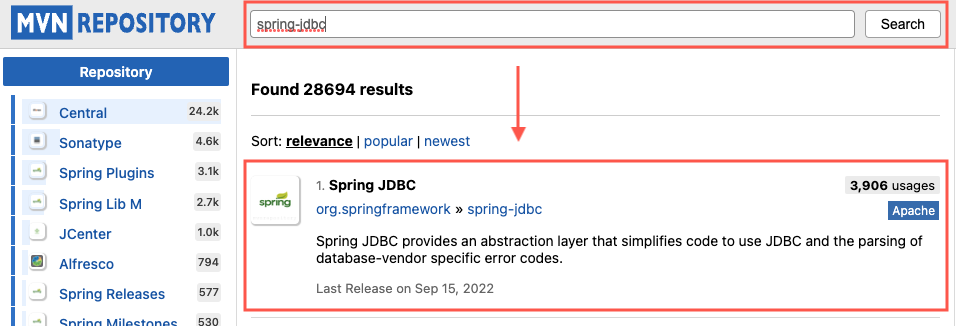 MVN REPOSITORY
spring-jdbc
Search
Repository
Central 24.2k
Sonatype 4.6k
Spring Plugins 3.1k
Spring Lib M 2.7k
JCenter 1.0k
Alfresco 794
Spring Releases 577
Spring Milestones 530
Found 28694 results
Sort: relevance | popular | newest
spring
1. Spring JDBC
3,906 usages
org.springframework » spring-jdbc
Apache
Spring JDBC provides an abstraction layer that simplifies code to use JDBC and the parsing of
database-vendor specific error codes.
Last Release on Sep 15, 2022